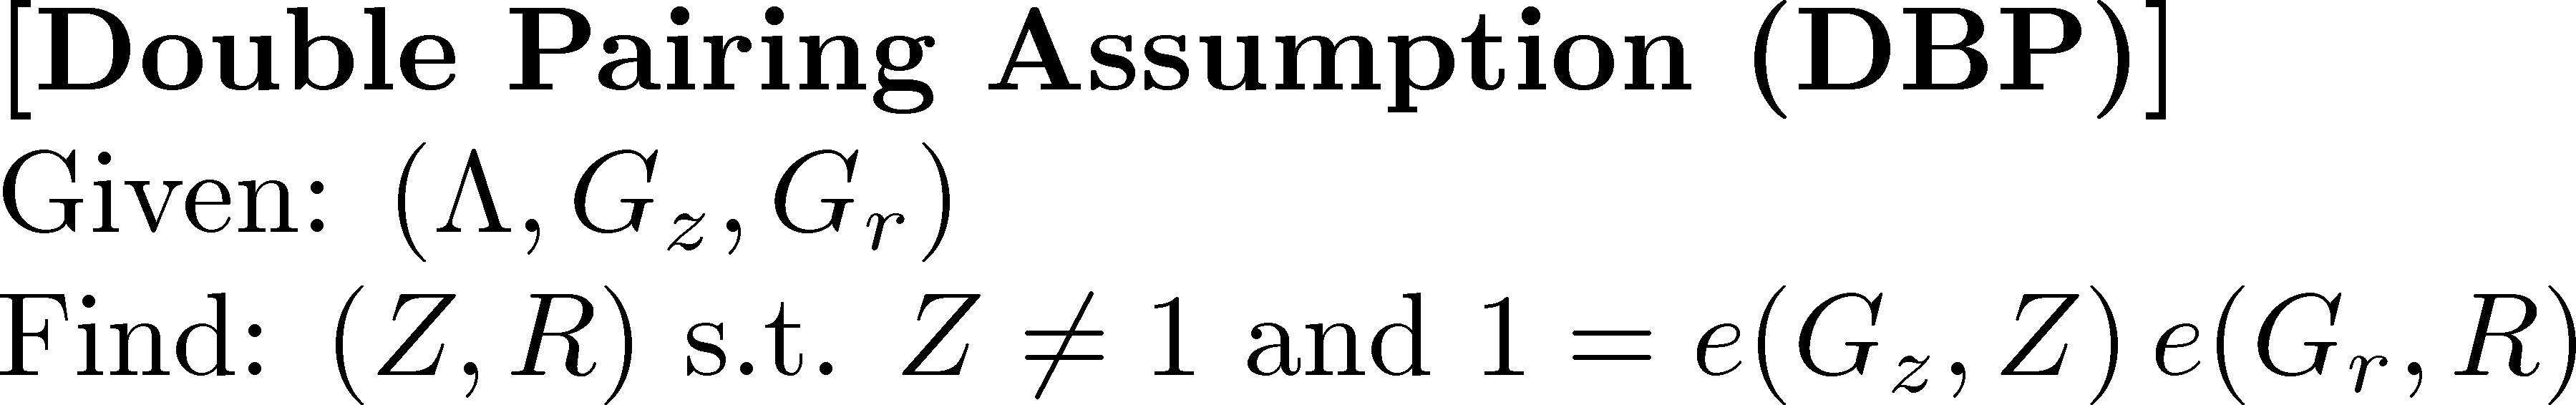 [Double Pairing Assumption (DBP)]
Given: (Λ, G_z, G_r)
Find: (Z, R) s.t. Z ≠ 1 and 1 = e(G_z, Z) e(G_r, R)